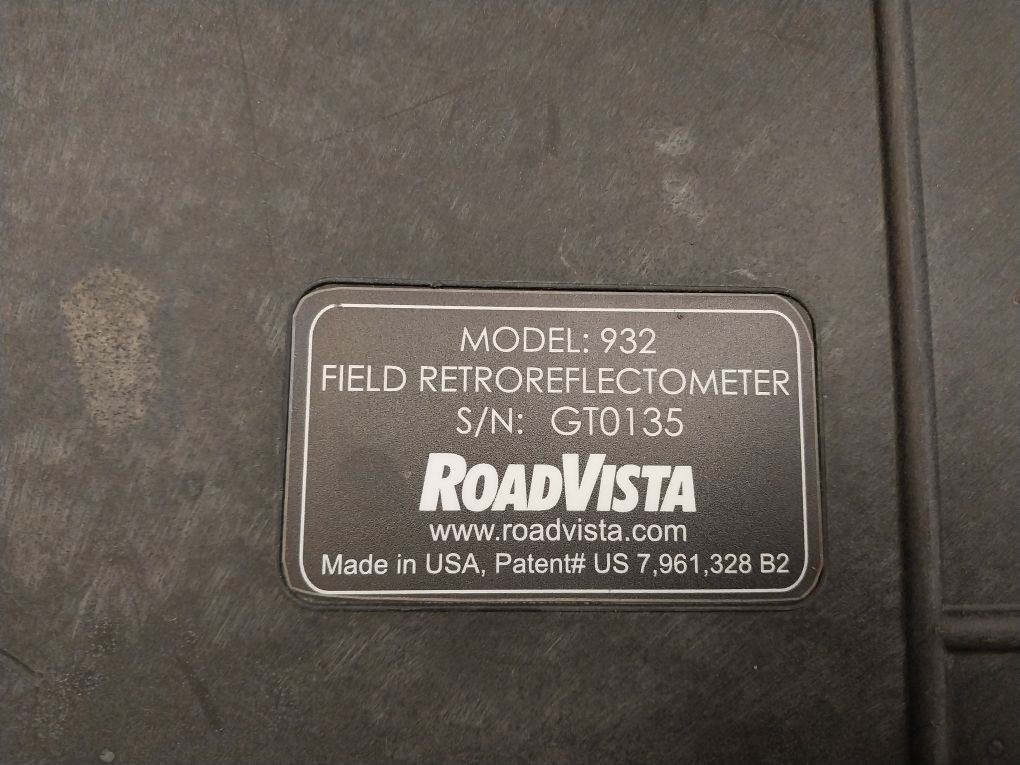 MODEL: 932
FIELD RETROREFLECTOMETER
S/N: GT0135
ROADVISTA
www.roadvista.com
Made in USA, Patent# US 7,961,328 B2